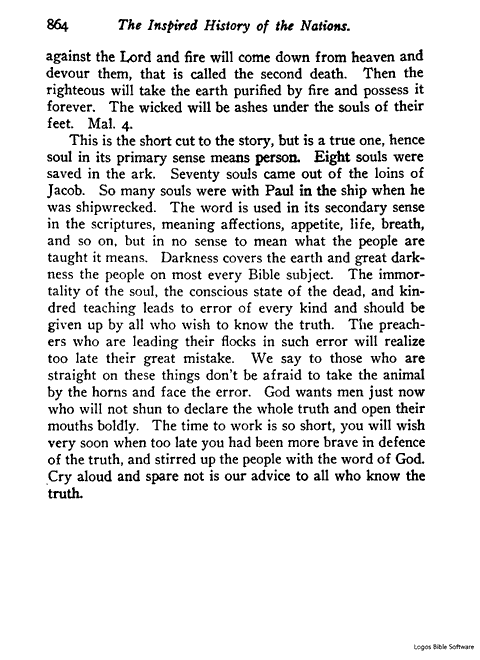 864 The Inspired History of the Nations.
against the Lord and fire will come down from heaven and
devour them, that is called the second death. Then the
righteous will take the earth purified by fire and possess it
forever. The wicked will be ashes under the souls of their
feet. Mal. 4.
This is the short cut to the story, but is a true one, hence
soul in its primary sense means person. Eight souls were
saved in the ark. Seventy souls came out of the loins of
Jacob. So many souls were with Paul in the ship when he
was shipwrecked. The word is used in its secondary sense
in the scriptures, meaning affections, appetite, life, breath,
and so on, but in no sense to mean what the people are
taught it means. Darkness covers the earth and great dark-
ness the people on most every Bible subject. The immor-
tality of the soul, the conscious state of the dead, and kin-
dred teaching leads to error of every kind and should be
given up by all who wish to know the truth. The preach-
ers who are leading their flocks in such error will realize
too late their great mistake. We say to those who are
straight on these things don't be afraid to take the animal
by the horns and face the error. God wants men just now
who will not shun to declare the whole truth and open their
mouths boldly. The time to work is so short, you will wish
very soon when too late you had been more brave in defence
of the truth, and stirred up the people with the word of God.
Cry aloud and spare not is our advice to all who know the
truth.
Logos Bible Software